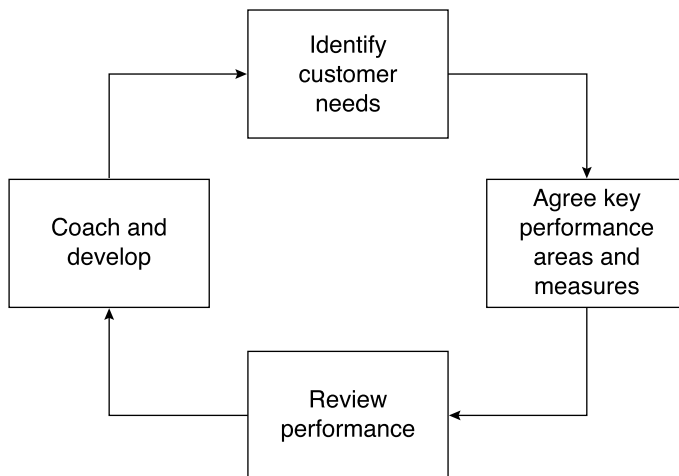 Identify
customer
needs
Agree key
performance
areas and
measures
Review
performance
Coach and
develop